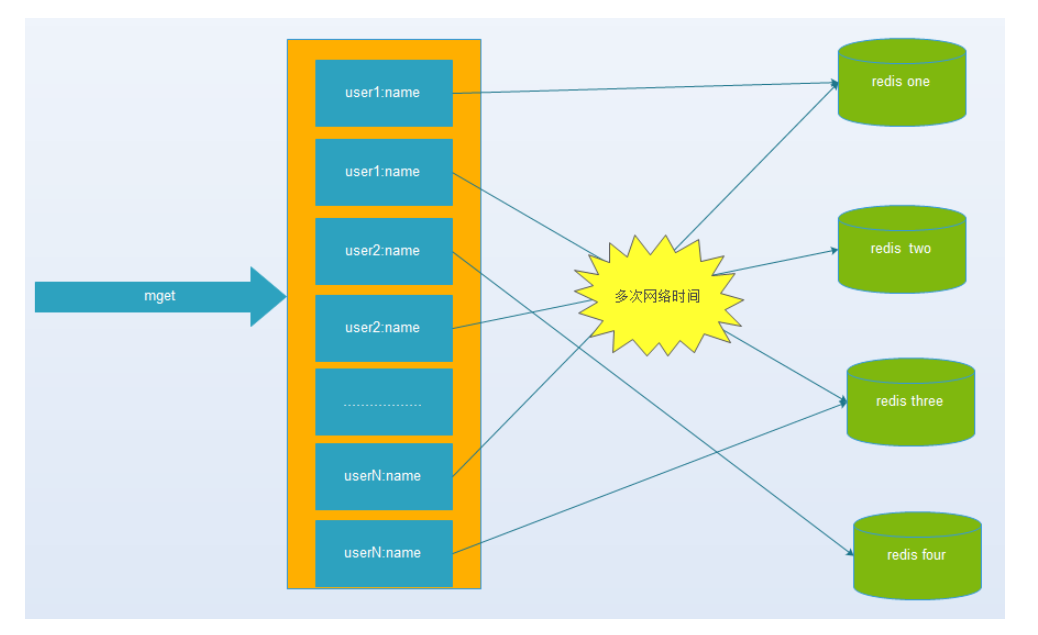 mget
user1:name
user1:name
user2:name
user2:name
..................
userN:name
userN:name
多次网络时间
redis one
redis  two
redis three
redis four